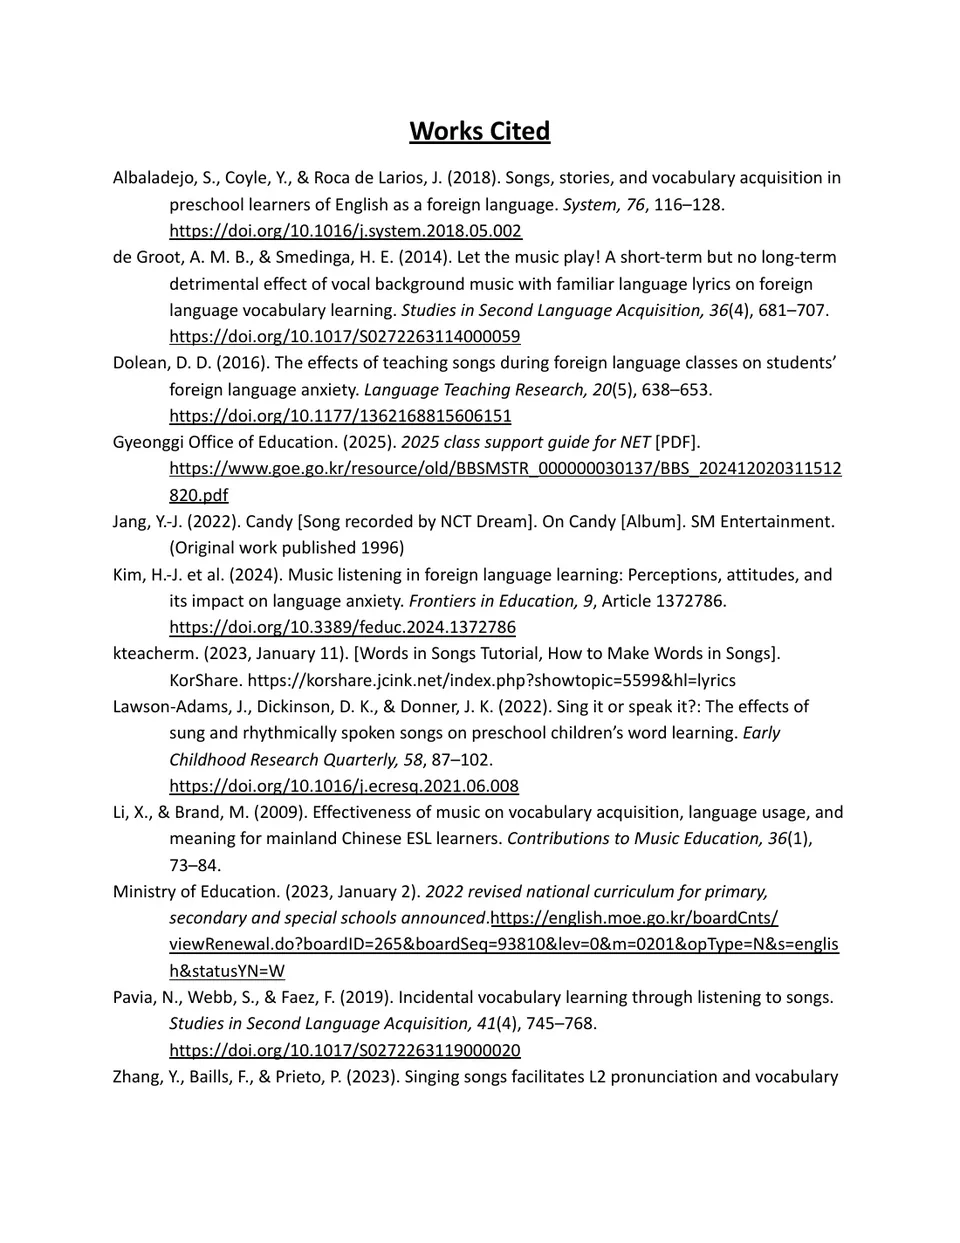 Works Cited
Albaladejo, S., Coyle, Y., & Roca de Larios, J. (2018). Songs, stories, and vocabulary acquisition in
preschool learners of English as a foreign language. System, 76, 116–128.
https://doi.org/10.1016/j.system.2018.05.002
de Groot, A. M. B., & Smedinga, H. E. (2014). Let the music play! A short-term but no long-term
detrimental effect of vocal background music with familiar language lyrics on foreign
language vocabulary learning. Studies in Second Language Acquisition, 36(4), 681–707.
https://doi.org/10.1017/S0272263114000059
Dolean, D. D. (2016). The effects of teaching songs during foreign language classes on students’
foreign language anxiety. Language Teaching Research, 20(5), 638–653.
https://doi.org/10.1177/1362168815606151
Gyeonggi Office of Education. (2025). 2025 class support guide for NET [PDF].
https://www.goe.go.kr/resource/old/BBSMSTR_000000030137/BBS_202412020311512
820.pdf
Jang, Y.-J. (2022). Candy [Song recorded by NCT Dream]. On Candy [Album]. SM Entertainment.
(Original work published 1996)
Kim, H.-J. et al. (2024). Music listening in foreign language learning: Perceptions, attitudes, and
its impact on language anxiety. Frontiers in Education, 9, Article 1372786.
https://doi.org/10.3389/feduc.2024.1372786
kteacherm. (2023, January 11). [Words in Songs Tutorial, How to Make Words in Songs].
KorShare. https://korshare.jcink.net/index.php?showtopic=5599&hl=lyrics
Lawson-Adams, J., Dickinson, D. K., & Donner, J. K. (2022). Sing it or speak it?: The effects of
sung and rhythmically spoken songs on preschool children’s word learning. Early
Childhood Research Quarterly, 58, 87–102.
https://doi.org/10.1016/j.ecresq.2021.06.008
Li, X., & Brand, M. (2009). Effectiveness of music on vocabulary acquisition, language usage, and
meaning for mainland Chinese ESL learners. Contributions to Music Education, 36(1),
73–84.
Ministry of Education. (2023, January 2). 2022 revised national curriculum for primary,
secondary and special schools announced.https://english.moe.go.kr/boardCnts/
viewRenewal.do?boardID=265&boardSeq=93810&lev=0&m=0201&opType=N&s=englis
h&statusYN=W
Pavia, N., Webb, S., & Faez, F. (2019). Incidental vocabulary learning through listening to songs.
Studies in Second Language Acquisition, 41(4), 745–768.
https://doi.org/10.1017/S0272263119000020
Zhang, Y., Baills, F., & Prieto, P. (2023). Singing songs facilitates L2 pronunciation and vocabulary